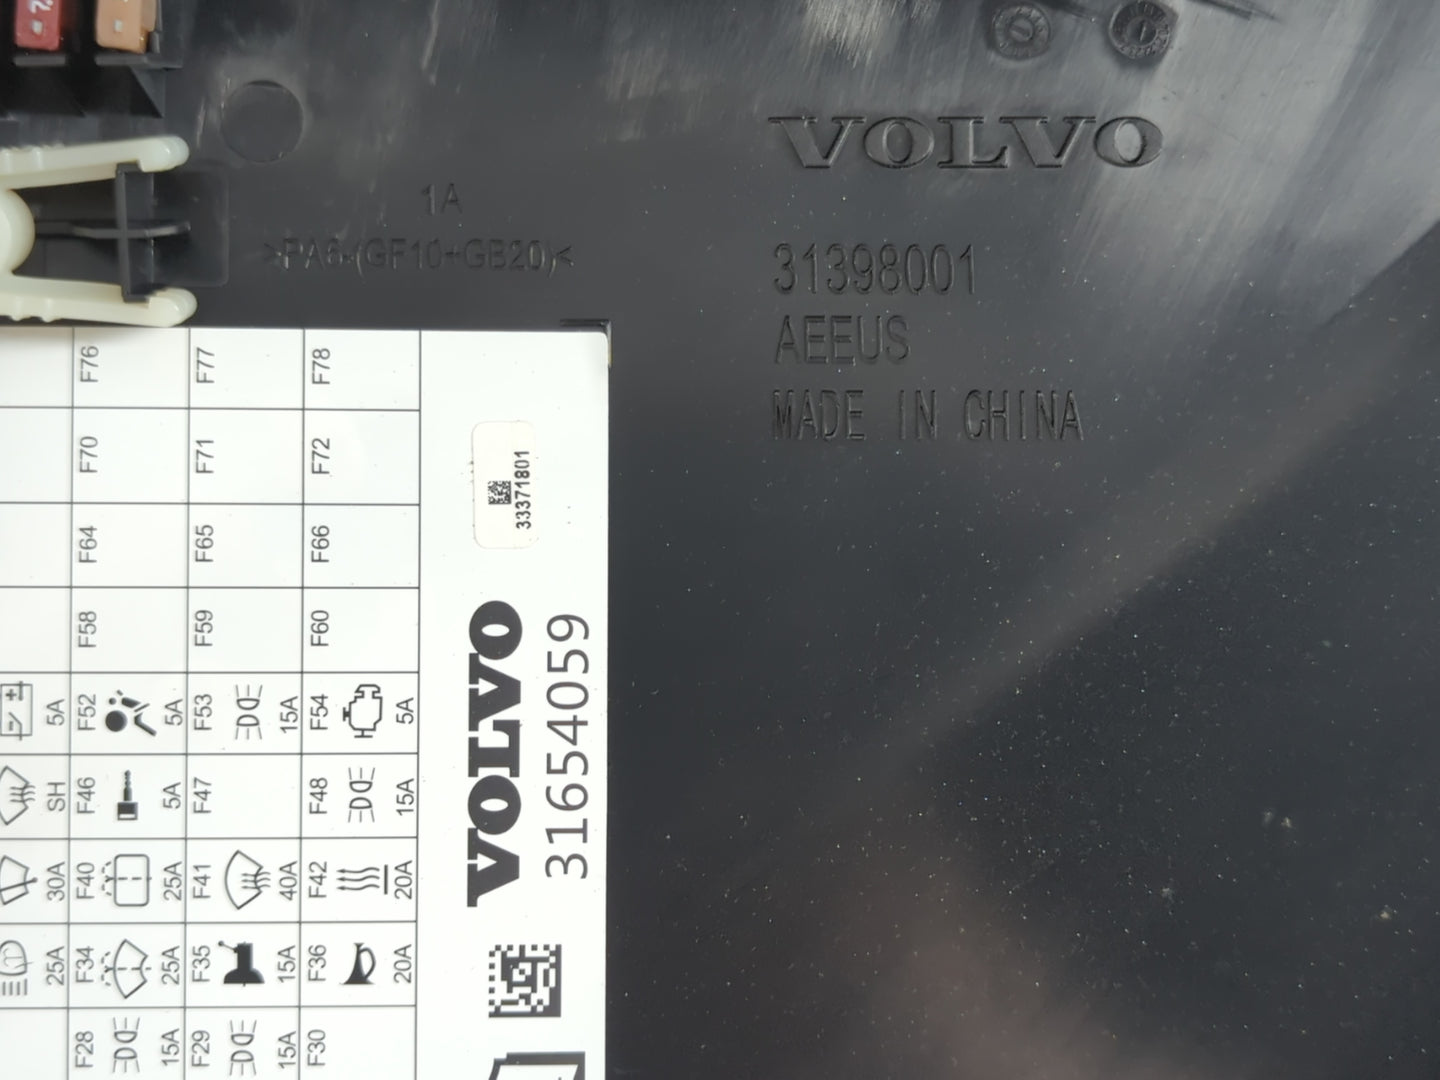 VOLVO
1A
>PA6-(GF10+GB20)<
31398001
AEEUS
MADE IN CHINA
F76
F77
F78
F70
F71
F72
33371801
F64
F65
F66
F58
F59
F60
VOLVO
31654059
5A
F52
5A
F53
15A
F54
5A
SH
F46
5A
F47
F48
15A
30A
F40
25A
F41
40A
F42
20A
25A
F34
25A
F35
15A
F36
20A
F28
15A
F29
15A
F30